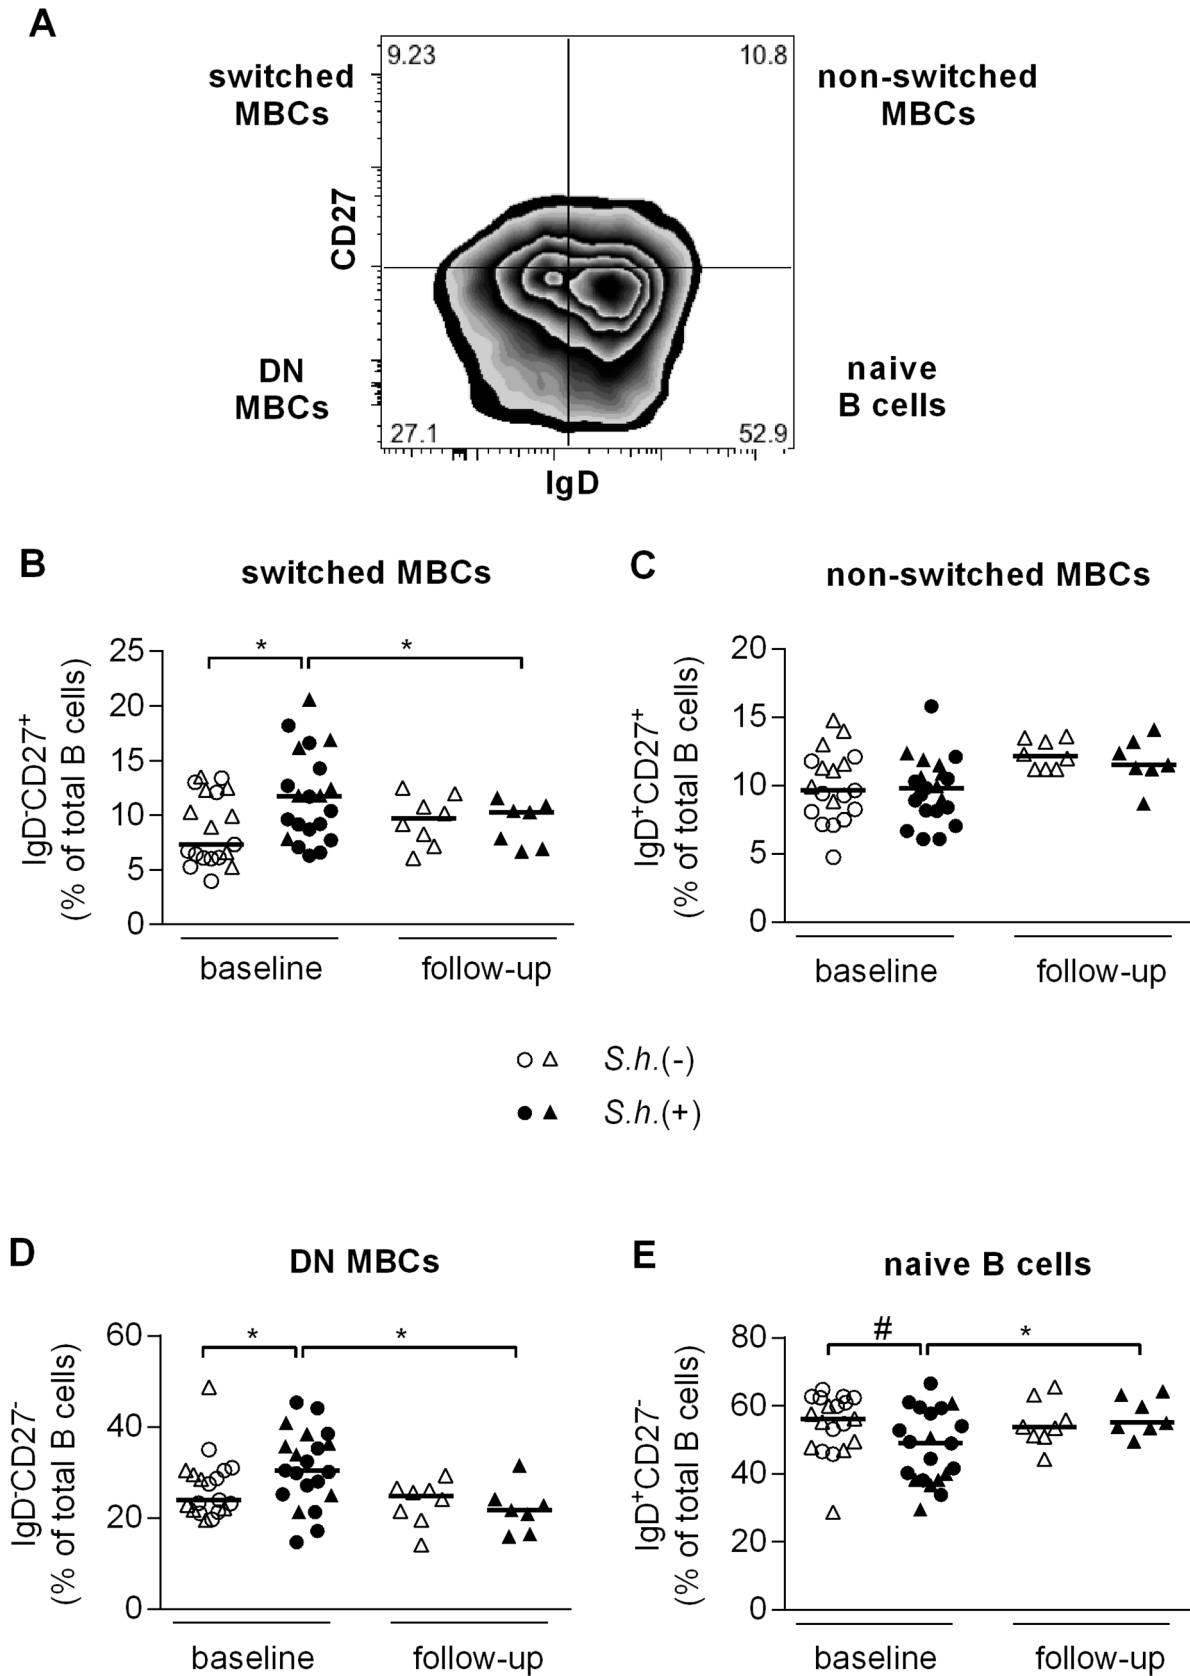 A
9.23
10.8
switched
MBCs
non-switched
MBCs
CD27
DN
MBCs
naive
B cells
27.1
52.9
IgD
B
switched MBCs
C
non-switched MBCs
IgD⁻CD27⁺
(% of total B cells)
25
20
15
10
5
0
*
*
baseline
follow-up
IgD⁺CD27⁺
(% of total B cells)
20
15
10
5
0
baseline
follow-up
S.h.(-)
S.h.(+)
D
DN MBCs
E
naive B cells
IgD⁻CD27⁻
(% of total B cells)
60
40
20
0
*
*
baseline
follow-up
IgD⁺CD27⁻
(% of total B cells)
80
60
40
20
0
#
*
baseline
follow-up